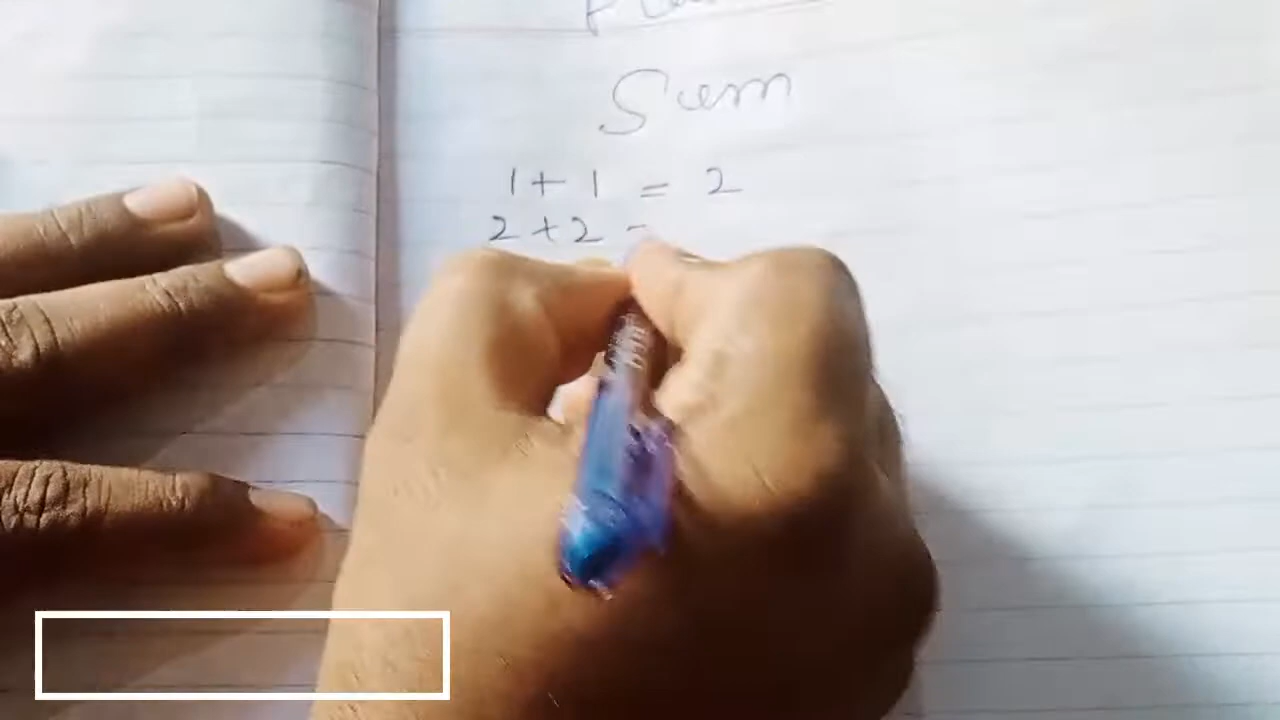 Sum
1 + 1 = 2
2 + 2 -